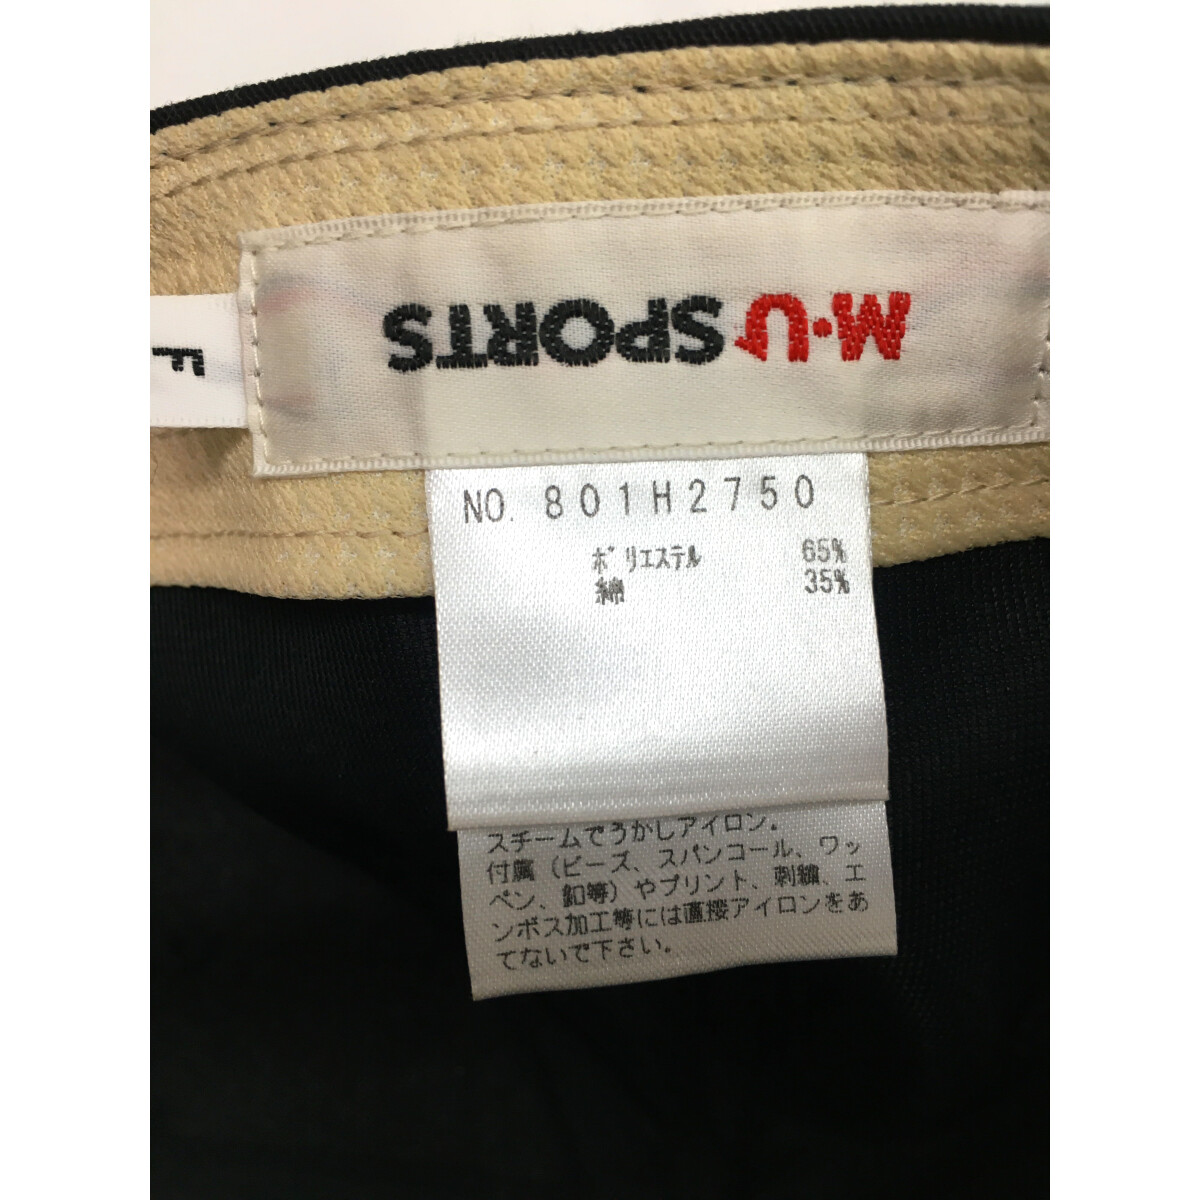 M・U SPORTS
F
NO. 801H2750
ポリエステル 65%
綿 35%
スチームでうかしアイロン。
付属(ビーズ、スパンコール、ワッ
ペン、釦等)やプリント、刺繍、エ
ンボス加工等には直接アイロンをあ
てないで下さい。